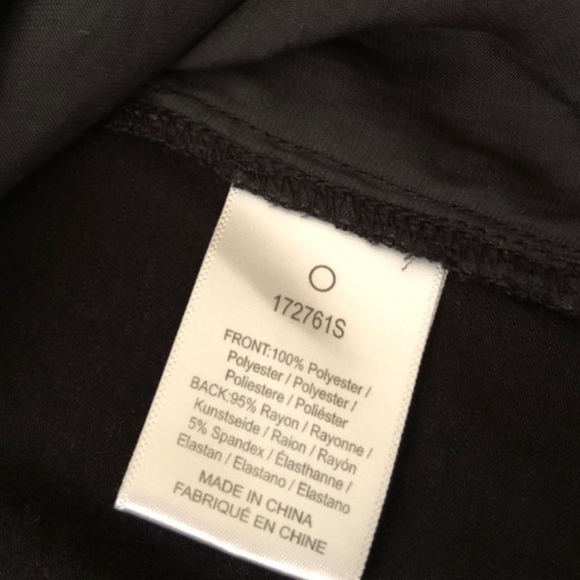 172761S
FRONT:100% Polyester /
Polyester / Polyester /
Poliestere / Poliéster
BACK:95% Rayon / Rayonne /
Kunstseide / Raion / Rayón
5% Spandex / Élasthanne /
Elastan / Elastano / Elastano
MADE IN CHINA
FABRIQUÉ EN CHINE